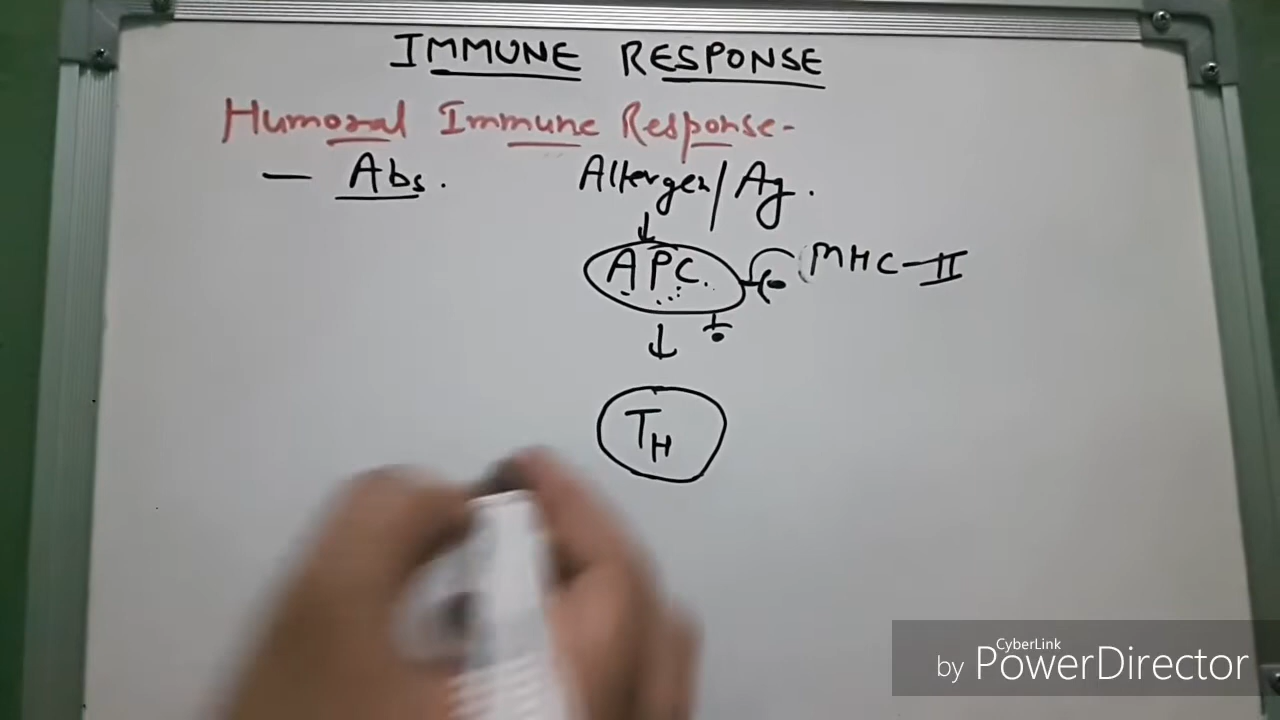 IMMUNE RESPONSE
Humoral Immune Response-
— Abs. Allergen/Ag.
APC. MHC-II
TH
CyberLink
by PowerDirector